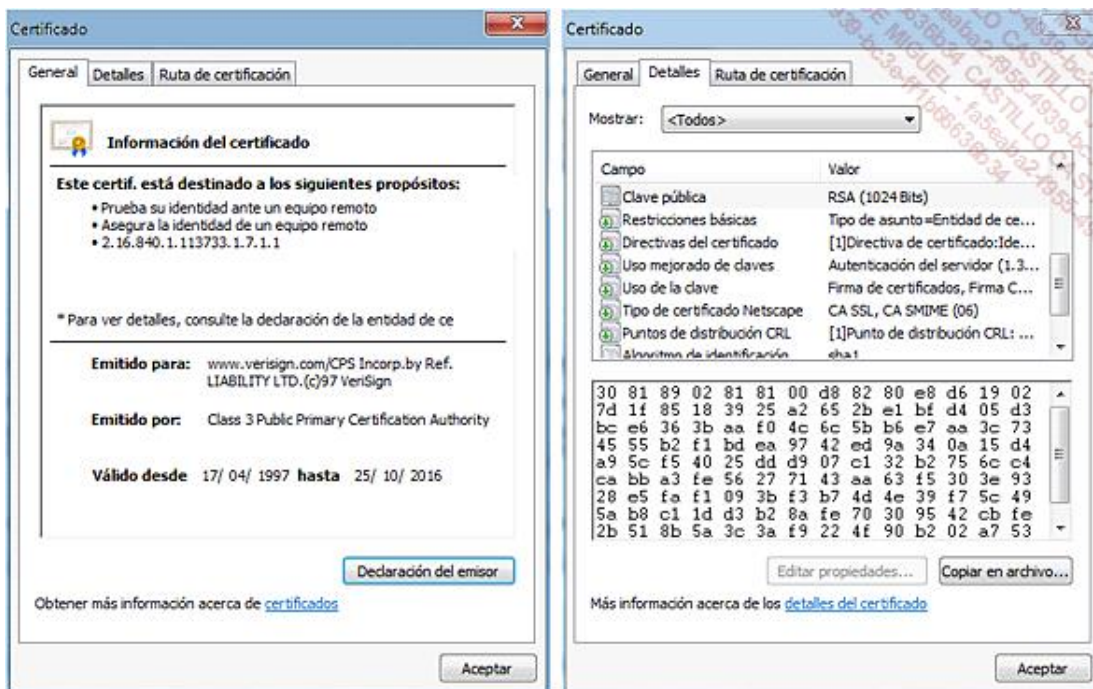 Certificado
General Detalles Ruta de certificación
Información del certificado
Este certif. está destinado a los siguientes propósitos:
• Prueba su identidad ante un equipo remoto
• Asegura la identidad de un equipo remoto
• 2.16.840.1.113733.1.7.1.1
* Para ver detalles, consulte la declaración de la entidad de ce
Emitido para: www.verisign.com/CPS Incorp.by Ref.
LIABILITY LTD.(c)97 VeriSign
Emitido por: Class 3 Public Primary Certification Authority
Válido desde 17/ 04/ 1997 hasta 25/ 10/ 2016
Declaración del emisor
Obtener más información acerca de certificados
Aceptar
Certificado
General Detalles Ruta de certificación
Mostrar: <Todos>
Campo Valor
Clave pública RSA (1024 Bits)
Restricciones básicas Tipo de asunto=Entidad de ce...
Directivas del certificado [1]Directiva de certificado:Ide...
Uso mejorado de claves Autenticación del servidor (1.3...
Uso de la clave Firma de certificados, Firma C...
Tipo de certificado Netscape CA SSL, CA SMIME (06)
Puntos de distribución CRL [1]Punto de distribución CRL: ...
Algoritmo de identificación sha1
30 81 89 02 81 81 00 d8 82 80 e8 d6 19 02
7d 1f 85 18 39 25 a2 65 2b e1 bf d4 05 d3
bc e6 36 3b aa f0 4c 6c 5b b6 e7 aa 3c 73
45 55 b2 f1 bd ea 97 42 ed 9a 34 0a 15 d4
a9 5c f5 40 25 dd d9 07 c1 32 b2 75 6c c4
ca bb a3 fe 56 27 71 43 aa 63 f5 30 3e 93
28 e5 fa f1 09 3b f3 b7 4d 4e 39 f7 5c 49
5a b8 c1 1d d3 b2 8a fe 70 30 95 42 cb fe
2b 51 8b 5a 3c 3a f9 22 4f 90 b2 02 a7 53
Editar propiedades... Copiar en archivo...
Más información acerca de los detalles del certificado
Aceptar